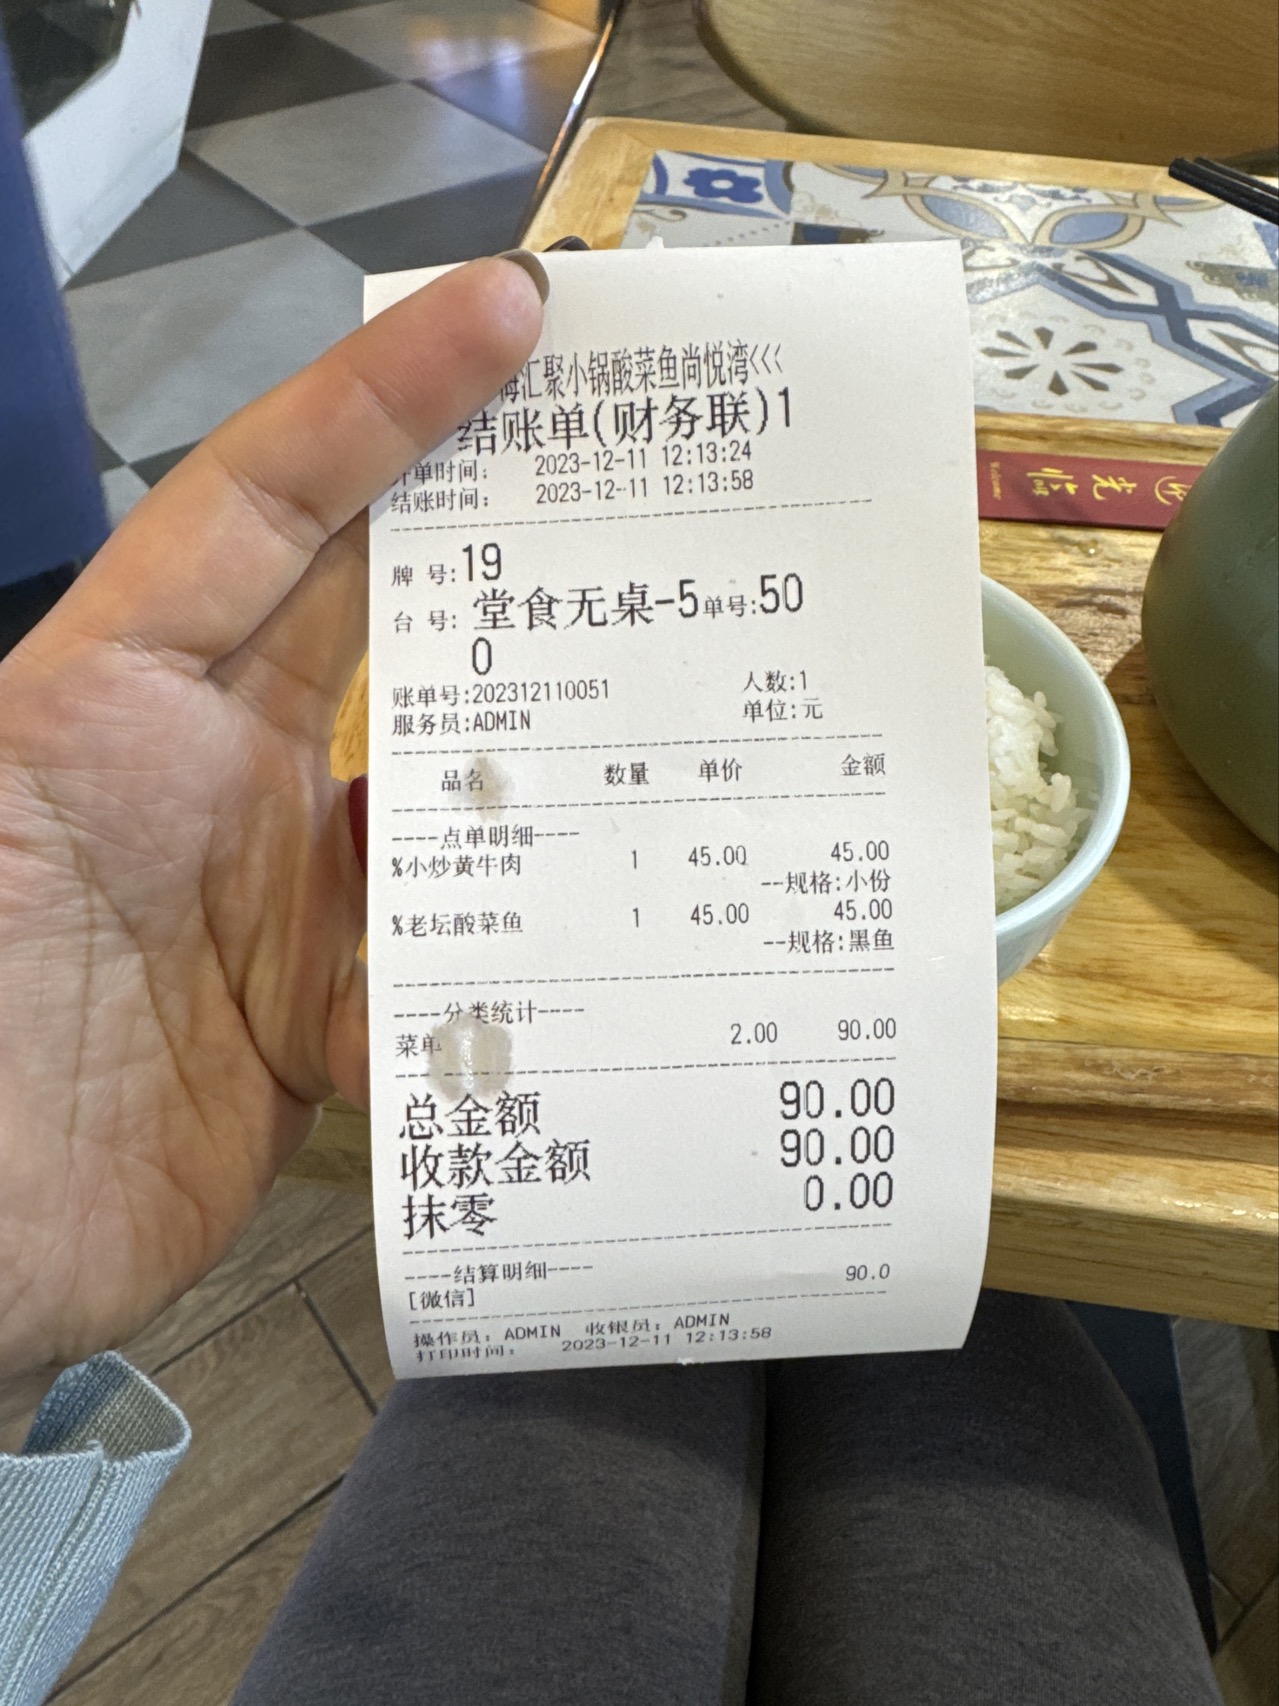 海汇聚小锅酸菜鱼尚悦湾<<<
结账单(财务联)1
开单时间: 2023-12-11 12:13:24
结账时间: 2023-12-11 12:13:58
牌 号:19
台 号: 堂食无桌-5单号:50
0
账单号:202312110051 人数:1
服务员:ADMIN 单位:元
品名 数量 单价 金额
----点单明细----
%小炒黄牛肉 1 45.00 45.00
--规格:小份
%老坛酸菜鱼 1 45.00 45.00
--规格:黑鱼
----分类统计----
菜单 2.00 90.00
总金额 90.00
收款金额 90.00
抹零 0.00
----结算明细----
[微信] 90.0
操作员: ADMIN 收银员: ADMIN
打印时间: 2023-12-11 12:13:58
光临
Welcome